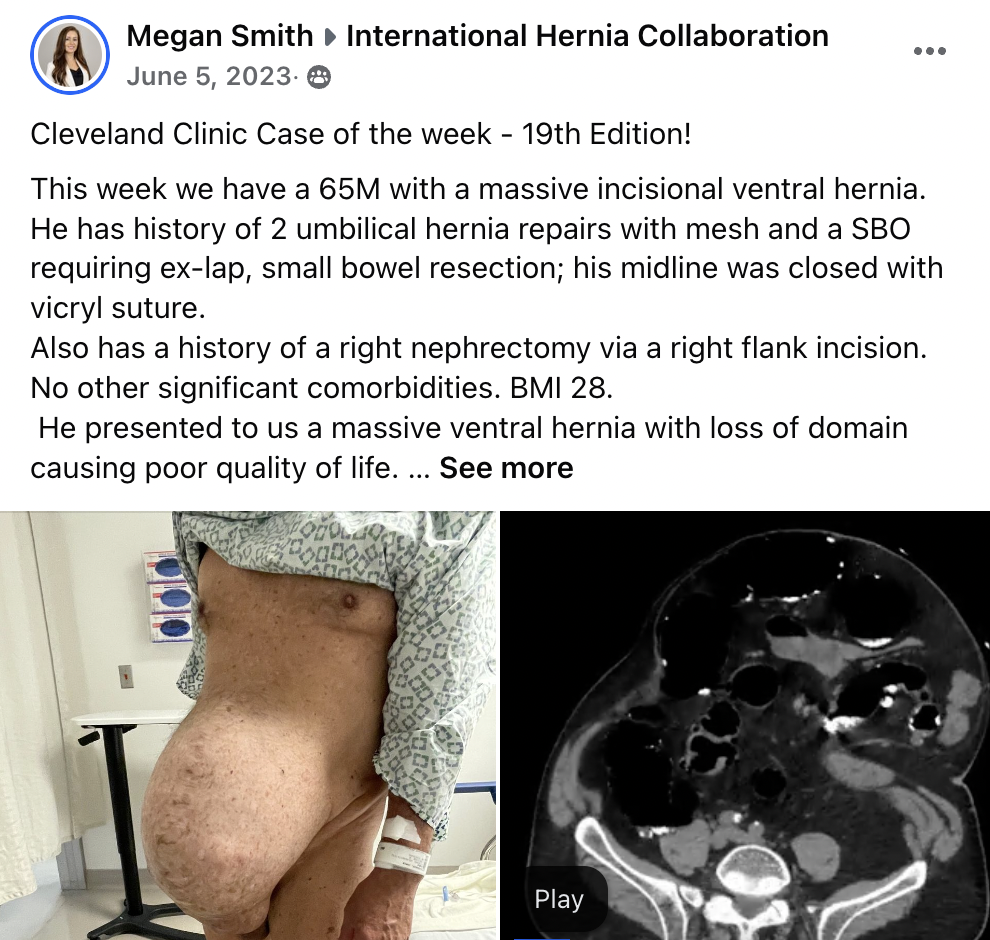 Megan Smith ▸ International Hernia Collaboration
June 5, 2023·
Cleveland Clinic Case of the week - 19th Edition!
This week we have a 65M with a massive incisional ventral hernia.
He has history of 2 umbilical hernia repairs with mesh and a SBO
requiring ex-lap, small bowel resection; his midline was closed with
vicryl suture.
Also has a history of a right nephrectomy via a right flank incision.
No other significant comorbidities. BMI 28.
He presented to us a massive ventral hernia with loss of domain
causing poor quality of life. ... See more
Play